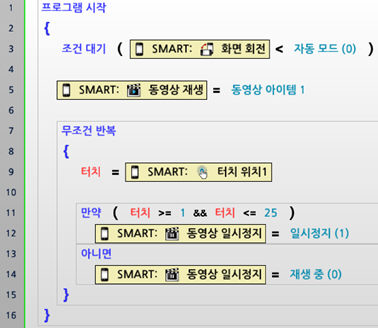 1 프로그램 시작
2 {
3 조건 대기 ( SMART: 화면 회전 < 자동 모드 (0) )
4
5 SMART: 동영상 재생 = 동영상 아이템 1
6
7 무조건 반복
8 {
9 터치 = SMART: 터치 위치1
10
11 만약 ( 터치 >= 1 && 터치 <= 25 )
12 SMART: 동영상 일시정지 = 일시정지 (1)
13 아니면
14 SMART: 동영상 일시정지 = 재생 중 (0)
15 }
16 }